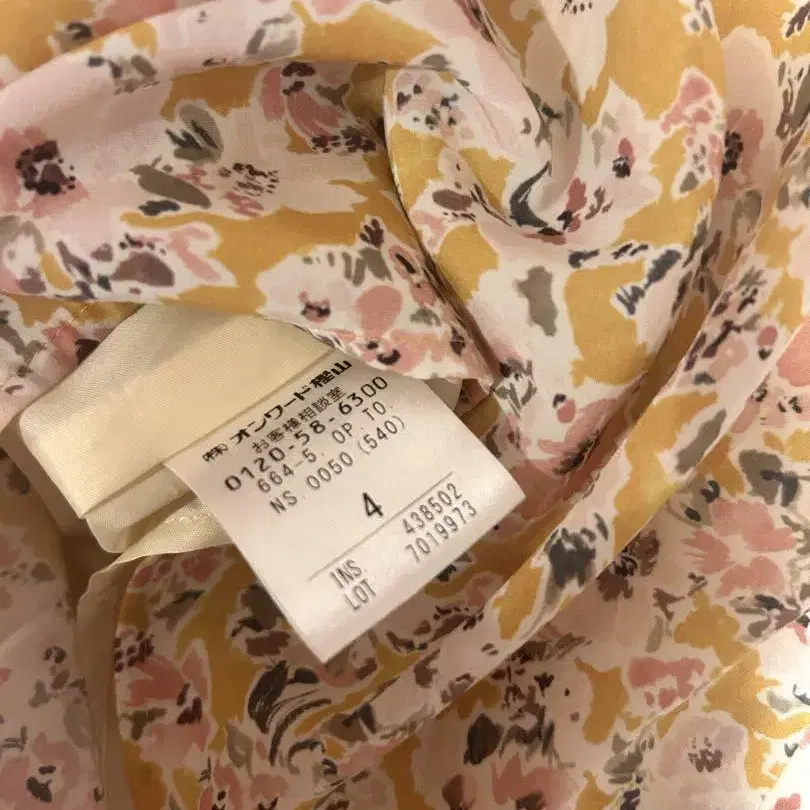 ㈱オンワード樫山
お客様相談室
0120-58-6300
664-5. OP. TO.
NS. 0050 (540)
4
INS. 438502
LOT 7019973